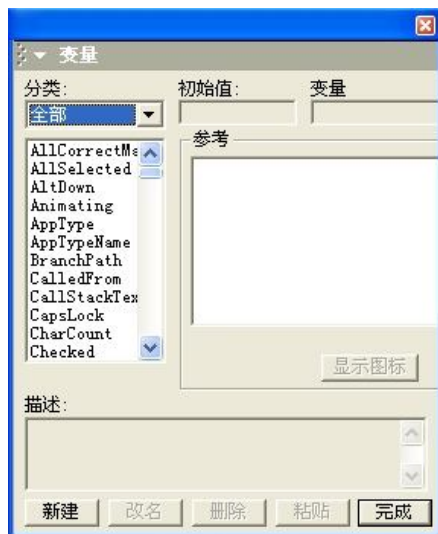 变量
分类:
初始值:
变量
全部
参考
AllCorrectMa
AllSelected
AltDown
Animating
AppType
AppTypeName
BranchPath
CalledFrom
CallStackTex
CapsLock
CharCount
Checked
显示图标
描述:
新建
改名
删除
粘贴
完成